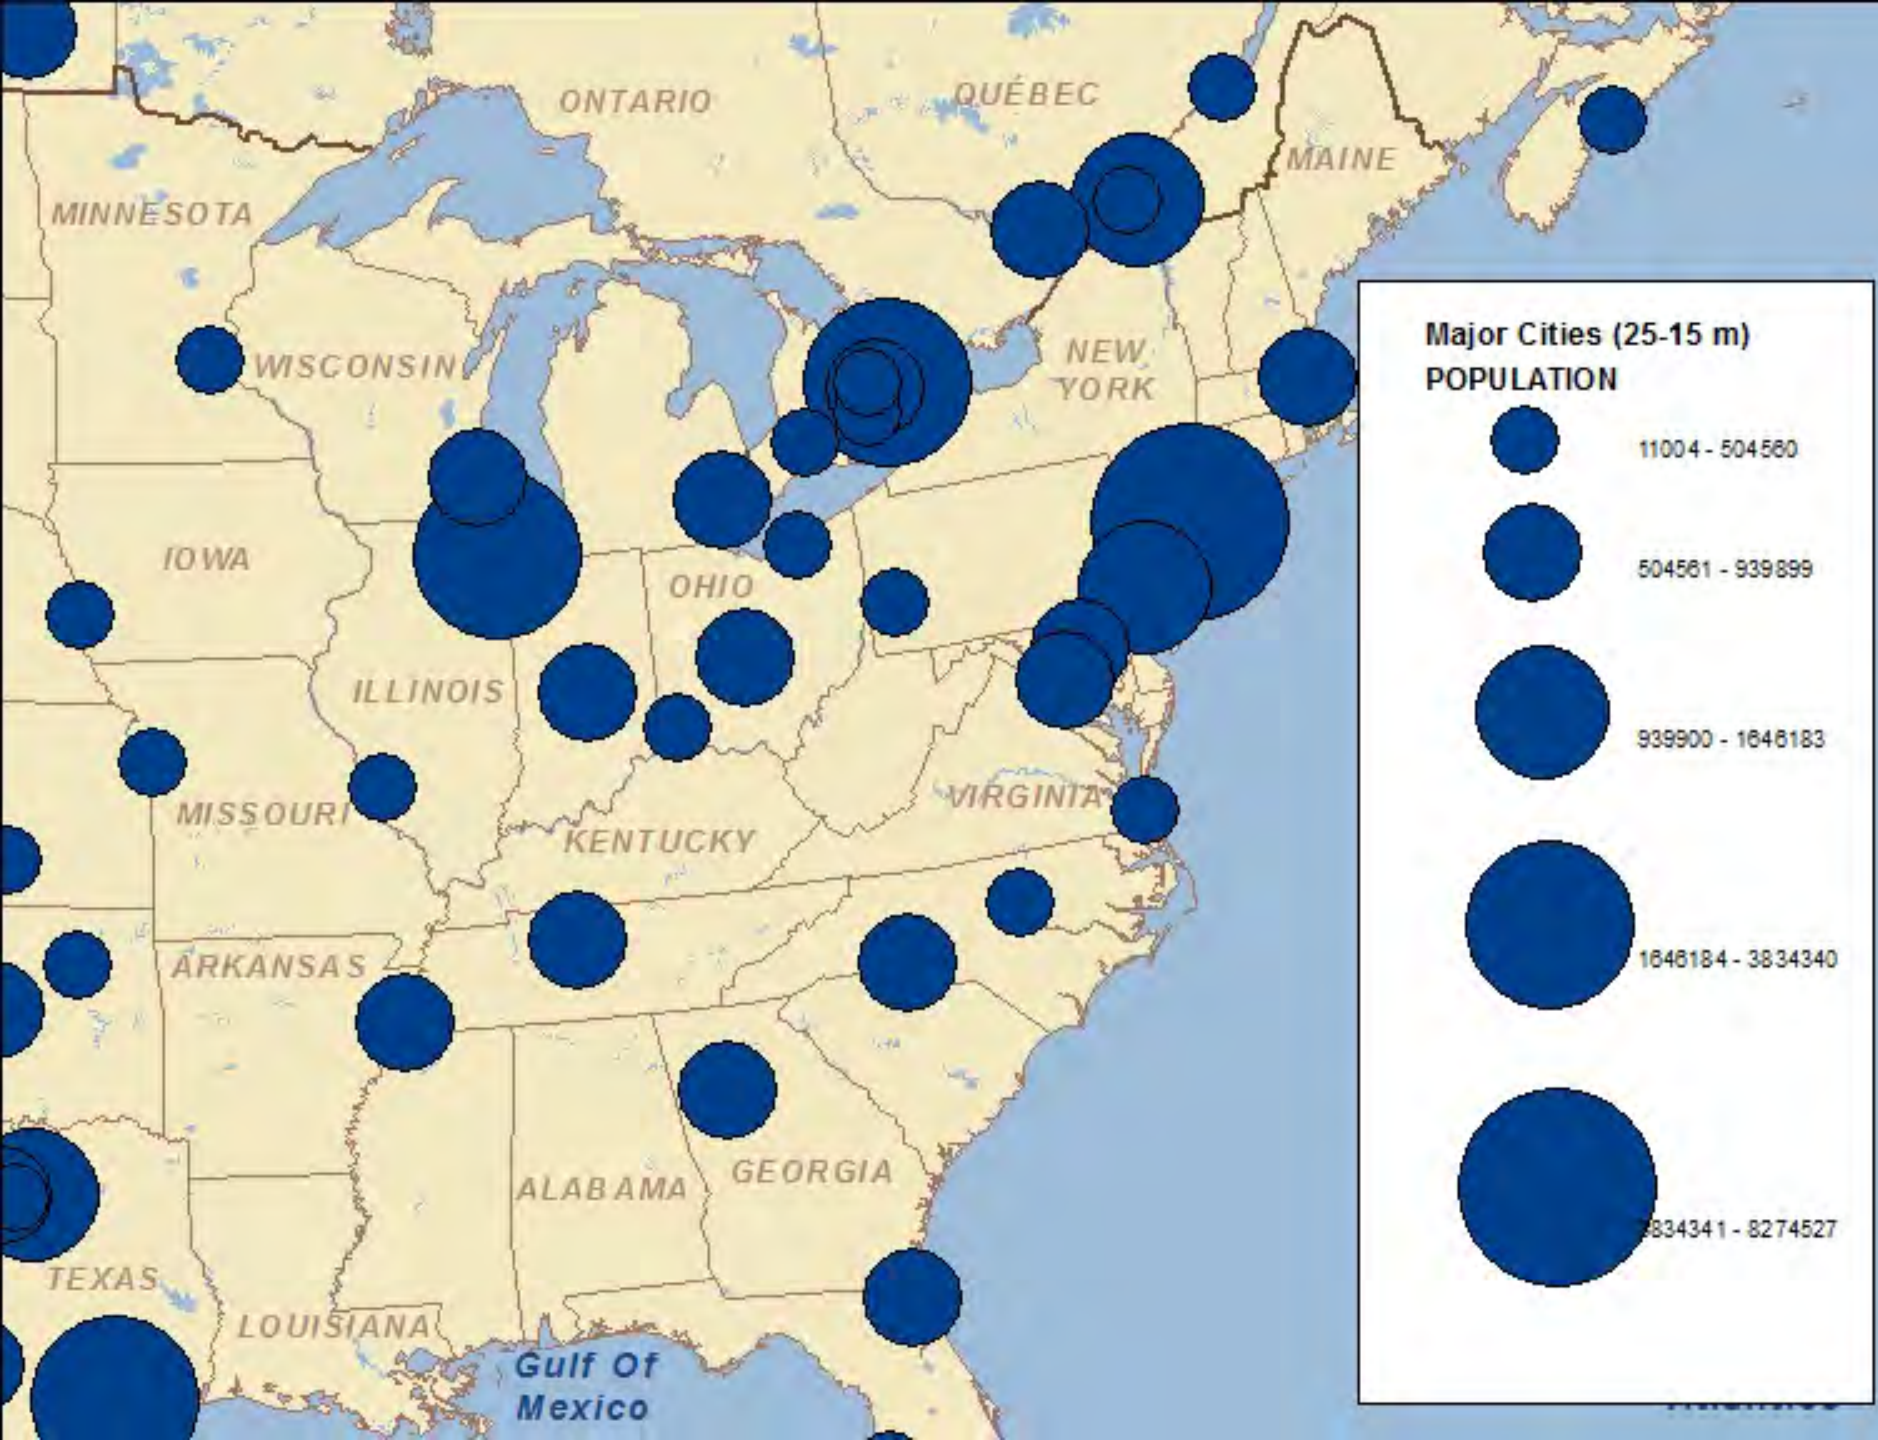 ONTARIO
QUÉBEC
MAINE
MINNESOTA
WISCONSIN
NEW
YORK
IOWA
OHIO
ILLINOIS
MISSOURI
VIRGINIA
KENTUCKY
ARKANSAS
ALABAMA
GEORGIA
TEXAS
LOUISIANA
Gulf Of
Mexico
Major Cities (25-15 m)
POPULATION
11004 - 504560
504561 - 939899
939900 - 1646183
1646184 - 3834340
834341 - 8274527